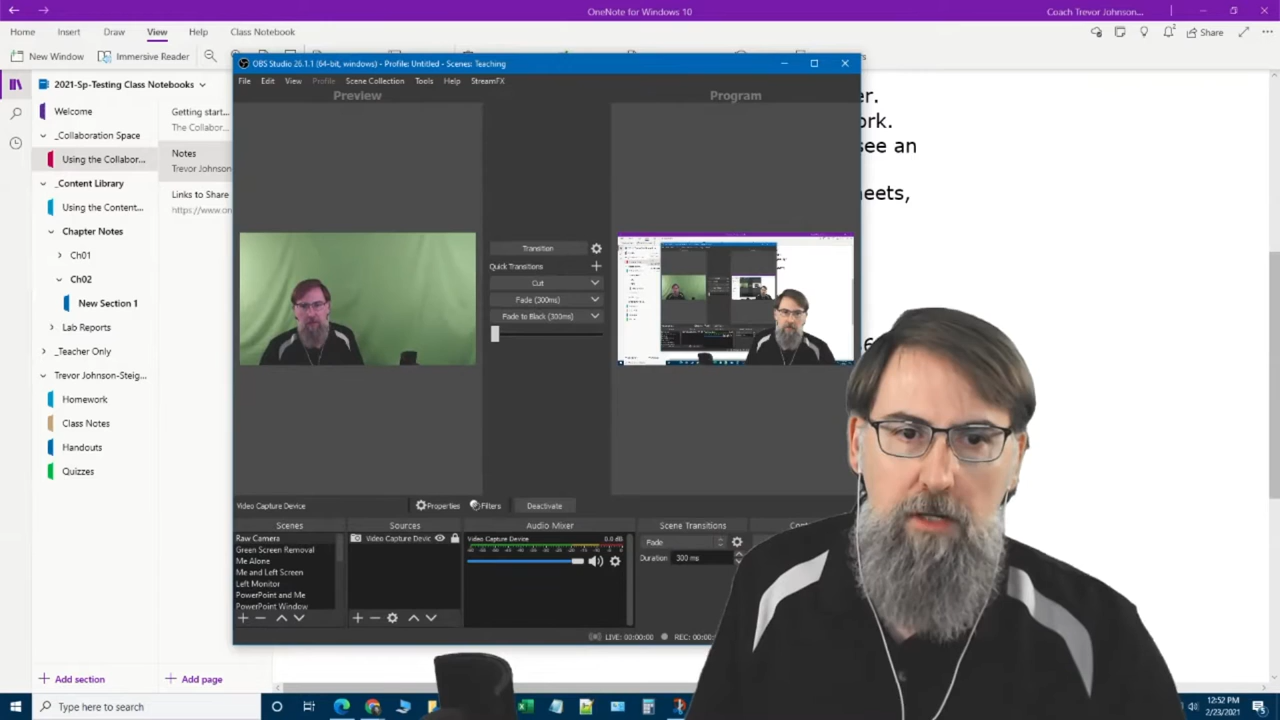 OneNote for Windows 10
Coach Trevor Johnson...
Home
Insert
Draw
View
Help
Class Notebook
Share
New Window
Immersive Reader
2021-Sp-Testing Class Notebooks
Welcome
_Collaboration Space
Using the Collabor...
_Content Library
Using the Content...
Chapter Notes
Ch01
Ch02
New Section 1
Lab Reports
_Teacher Only
Trevor Johnson-Steig...
Homework
Class Notes
Handouts
Quizzes
Add section
Getting start...
The Collabor...
Notes
Trevor Johnson
Links to Share
https://www.on
Add page
er.
ork.
see an
eets,
OBS Studio 26.1.1 (64-bit, windows) - Profile: Untitled - Scenes: Teaching
File
Edit
View
Profile
Scene Collection
Tools
Help
StreamFX
Preview
Program
Transition
Quick Transitions
Cut
Fade (300ms)
Fade to Black (300ms)
Video Capture Device
Properties
Filters
Deactivate
Scenes
Raw Camera
Green Screen Removal
Me Alone
Me and Left Screen
Left Monitor
PowerPoint and Me
PowerPoint Window
Sources
Video Capture Devic
Audio Mixer
Video Capture Device
0.0 dB
Scene Transitions
Fade
Duration
300 ms
LIVE: 00:00:00
REC: 00:00:
Type here to search
12:52 PM
2/23/2021